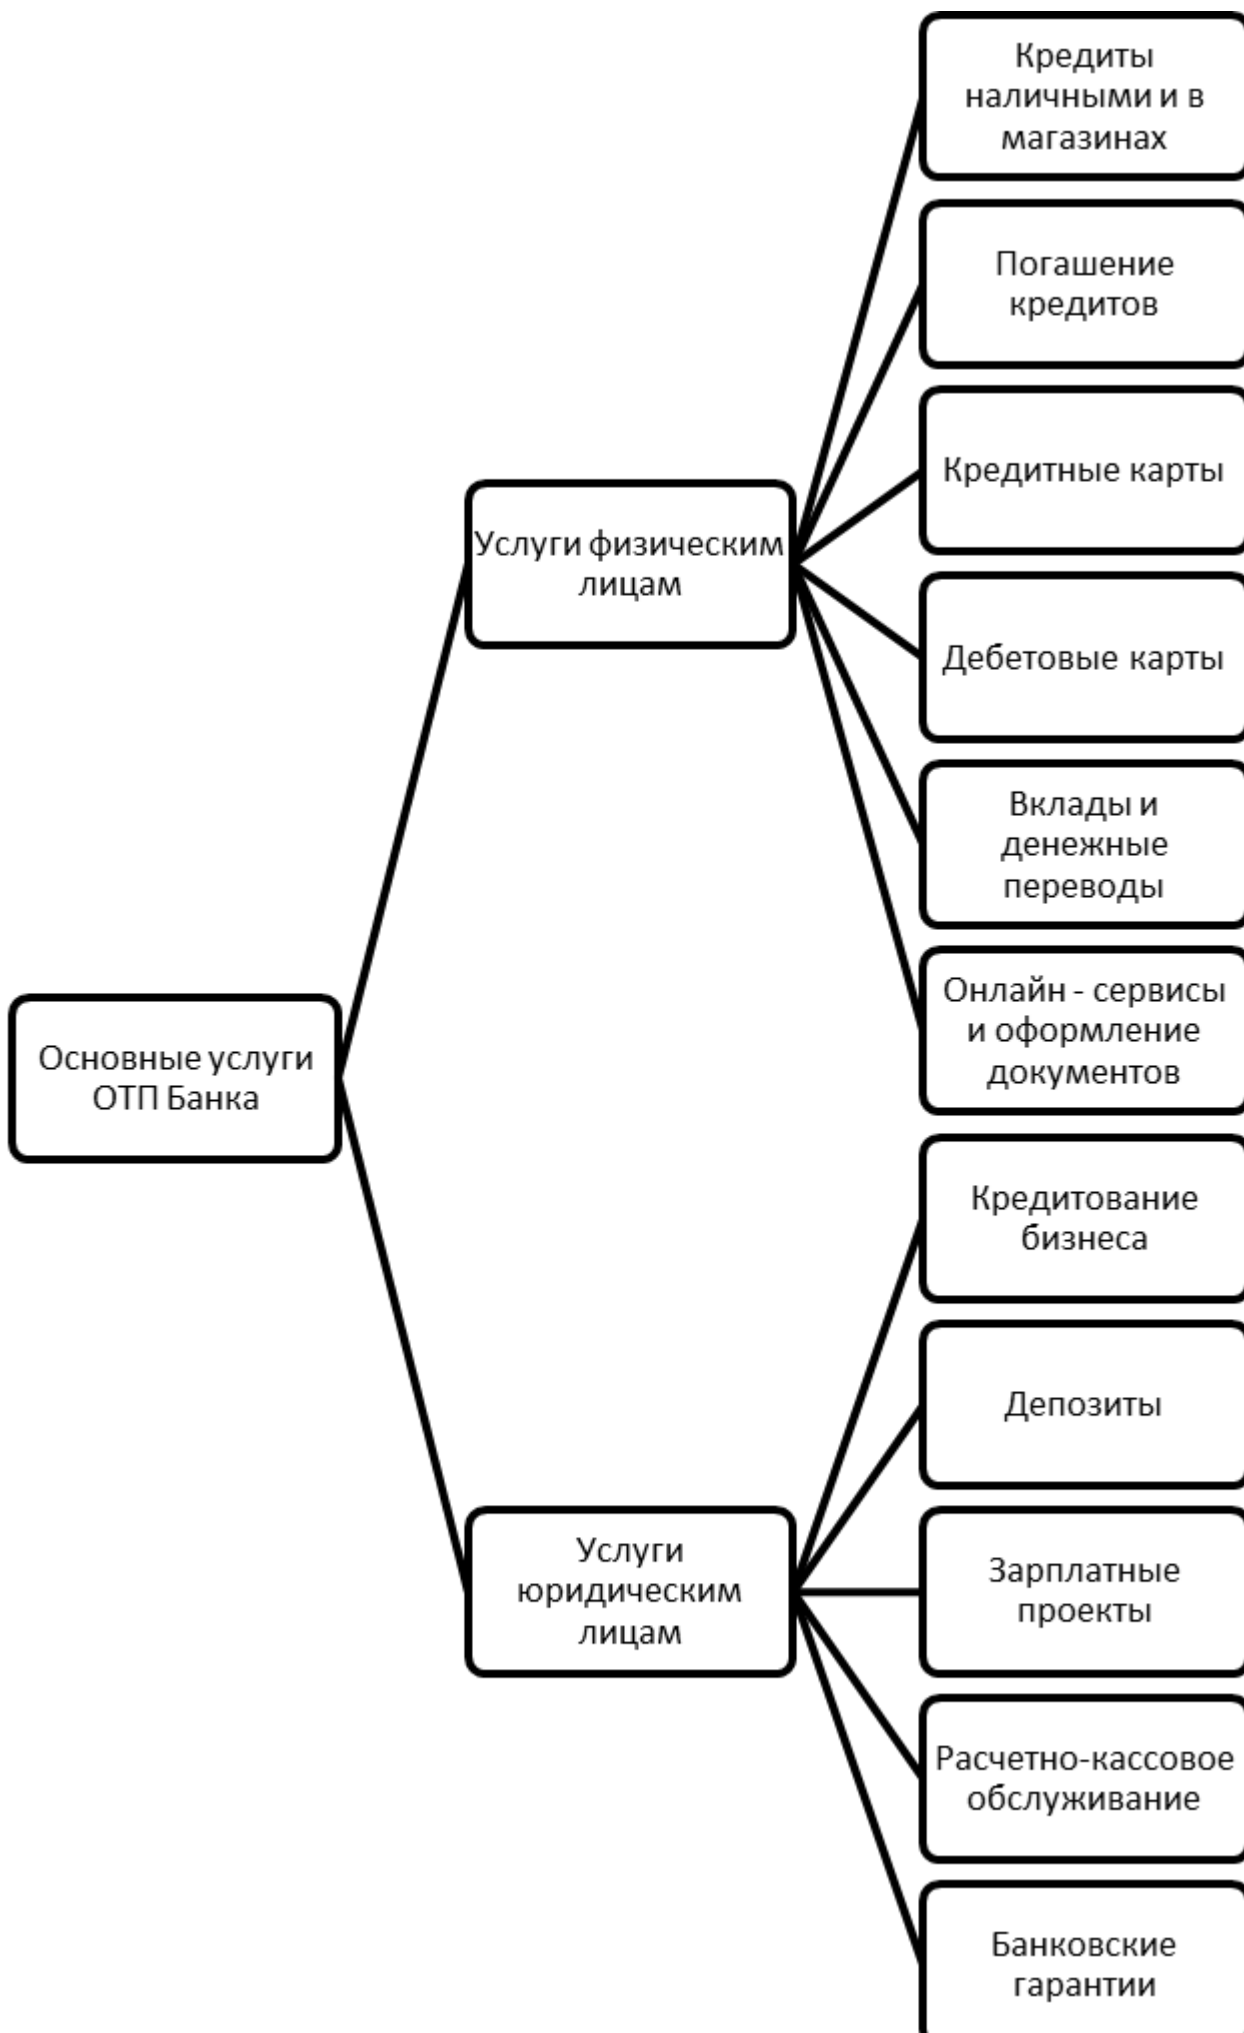 Кредиты
наличными и в
магазинах
Погашение
кредитов
Кредитные карты
Услуги физическим
лицам
Дебетовые карты
Вклады и
денежные
переводы
Онлайн - сервисы
и оформление
документов
Основные услуги
ОТП Банка
Кредитование
бизнеса
Депозиты
Услуги
юридическим
лицам
Зарплатные
проекты
Расчетно-кассовое
обслуживание
Банковские
гарантии